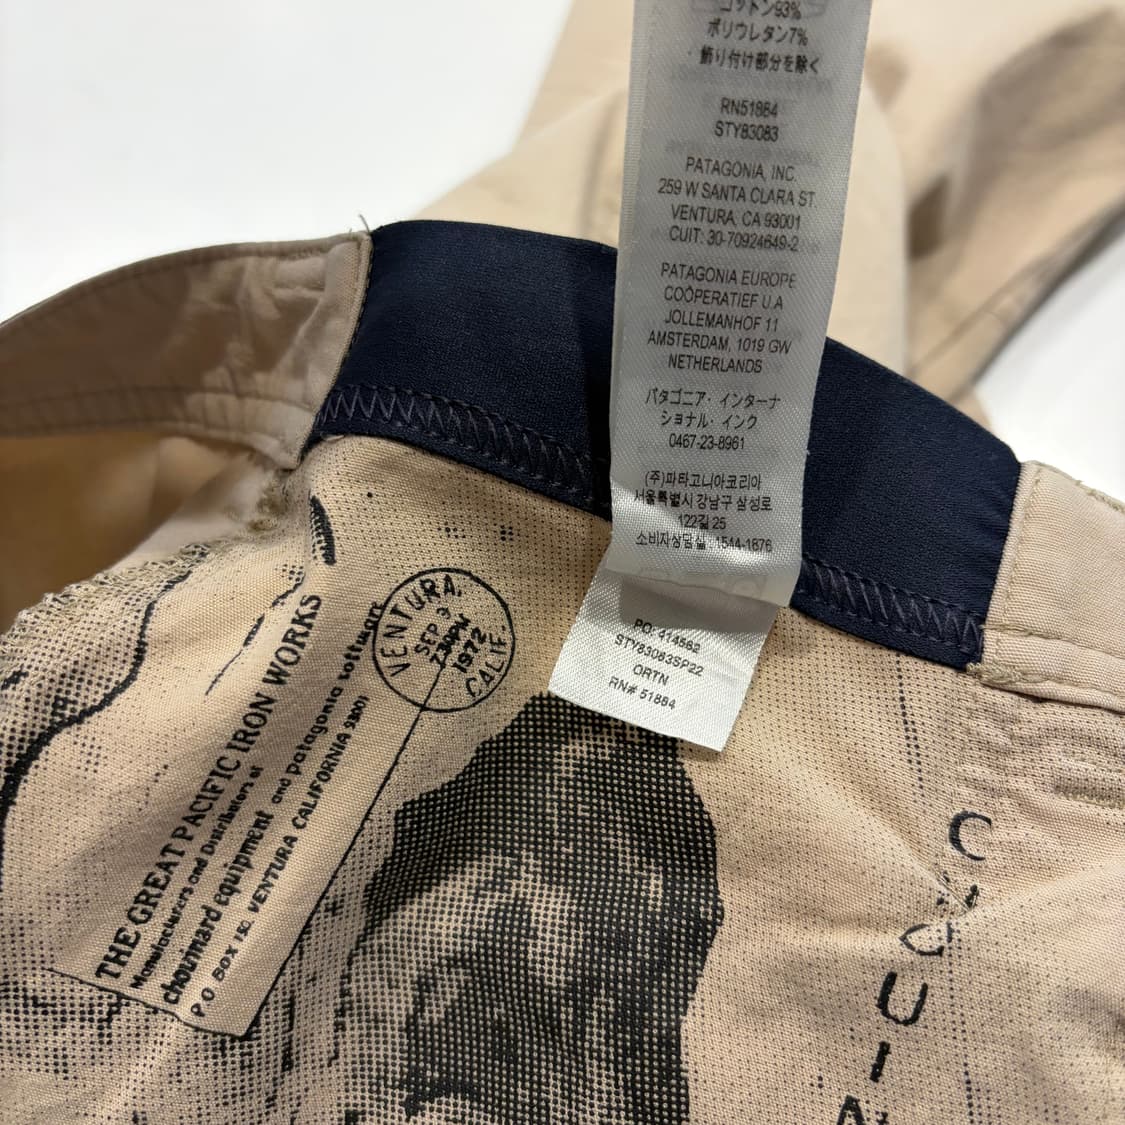 コットン93%
ポリウレタン7%
飾り付け部分を除く
RN51884
STY83083
PATAGONIA, INC.
259 W SANTA CLARA ST
VENTURA, CA 93001
CUIT: 30-70924649-2
PATAGONIA EUROPE
COÖPERATIEF U.A
JOLLEMANHOF 11
AMSTERDAM, 1019 GW
NETHERLANDS
パタゴニア・インターナ
ショナル・インク
0467-23-8961
(주)파타고니아코리아
서울특별시 강남구 삼성로
122길 25
소비자상담실: 1544-1876
PO: 414562
STY83083SP22
ORTN
RN# 51884
VENTURA,
SEP 3
73MPM
1972
CALIF.
THE GREAT PACIFIC IRON WORKS
Manufacturers and Distributors of
chouinard equipment and patagonia software
P.O. Box 150 VENTURA CALIFORNIA 93001